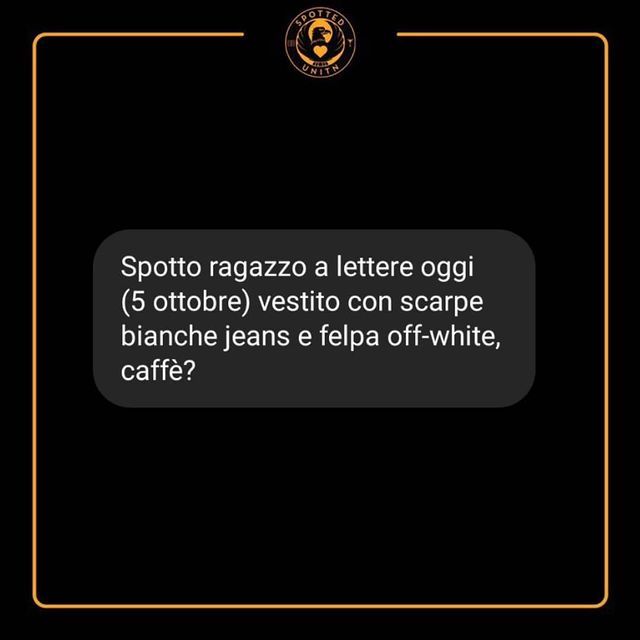 SPOTTED
UNITN
Spotto ragazzo a lettere oggi
(5 ottobre) vestito con scarpe
bianche jeans e felpa off-white,
caffè?